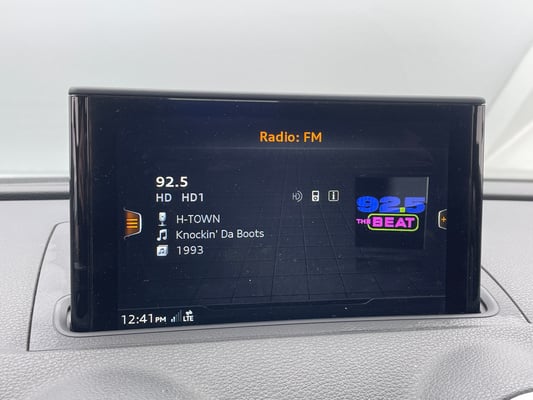 Radio: FM
92.5
HD HD1
H-TOWN
Knockin' Da Boots
1993
92.5
THE BEAT
12:41PM LTE